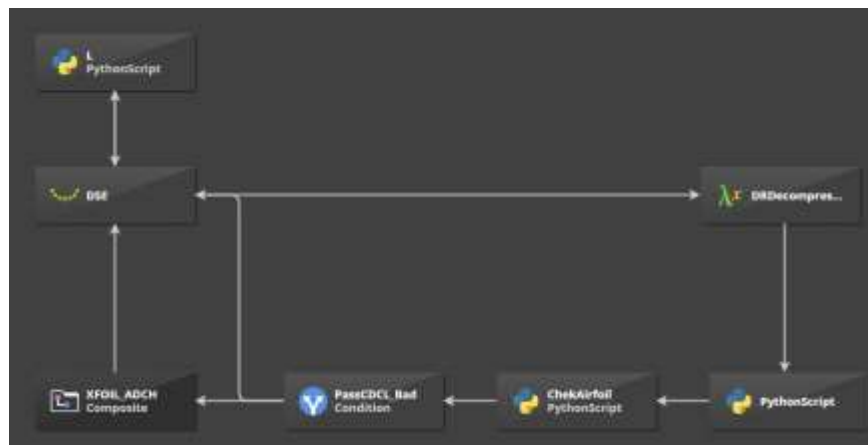 L
PythonScript
DSE
DRDecompres...
XFOIL_ADCH
Composite
PassCDCL_Bad
Condition
ChekAirfoil
PythonScript
PythonScript